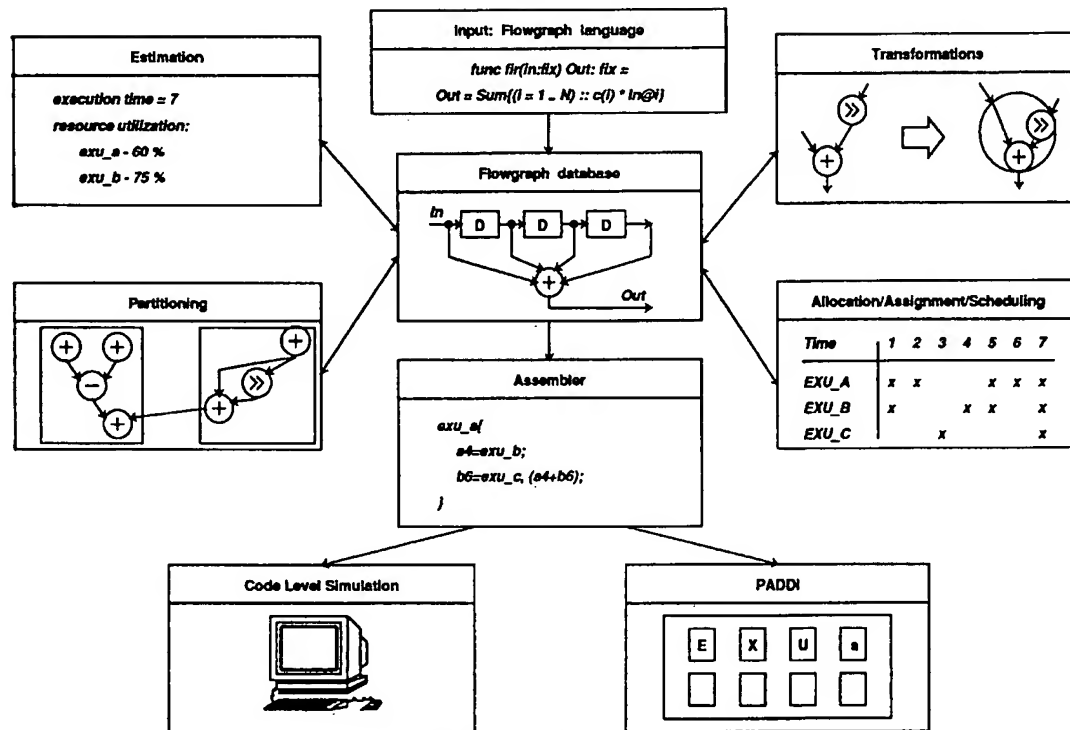 Input: Flowgraph language
func fir(in:fix) Out: fix =
Out = Sum{(i = 1 .. N) :: c(i) * In@i}
Estimation
execution time = 7
resource utilization:
exu_a - 60 %
exu_b - 75 %
Transformations
>>
+
>>
+
Flowgraph database
In
D
D
D
+
Out
Partitioning
+
+
-
+
+
>>
+
Allocation/Assignment/Scheduling
Time 1 2 3 4 5 6 7
EXU_A x x x x x
EXU_B x x x x
EXU_C x x
Assembler
exu_a{
a4=exu_b;
b6=exu_c, (a4+b6);
}
Code Level Simulation
PADDI
E X U a